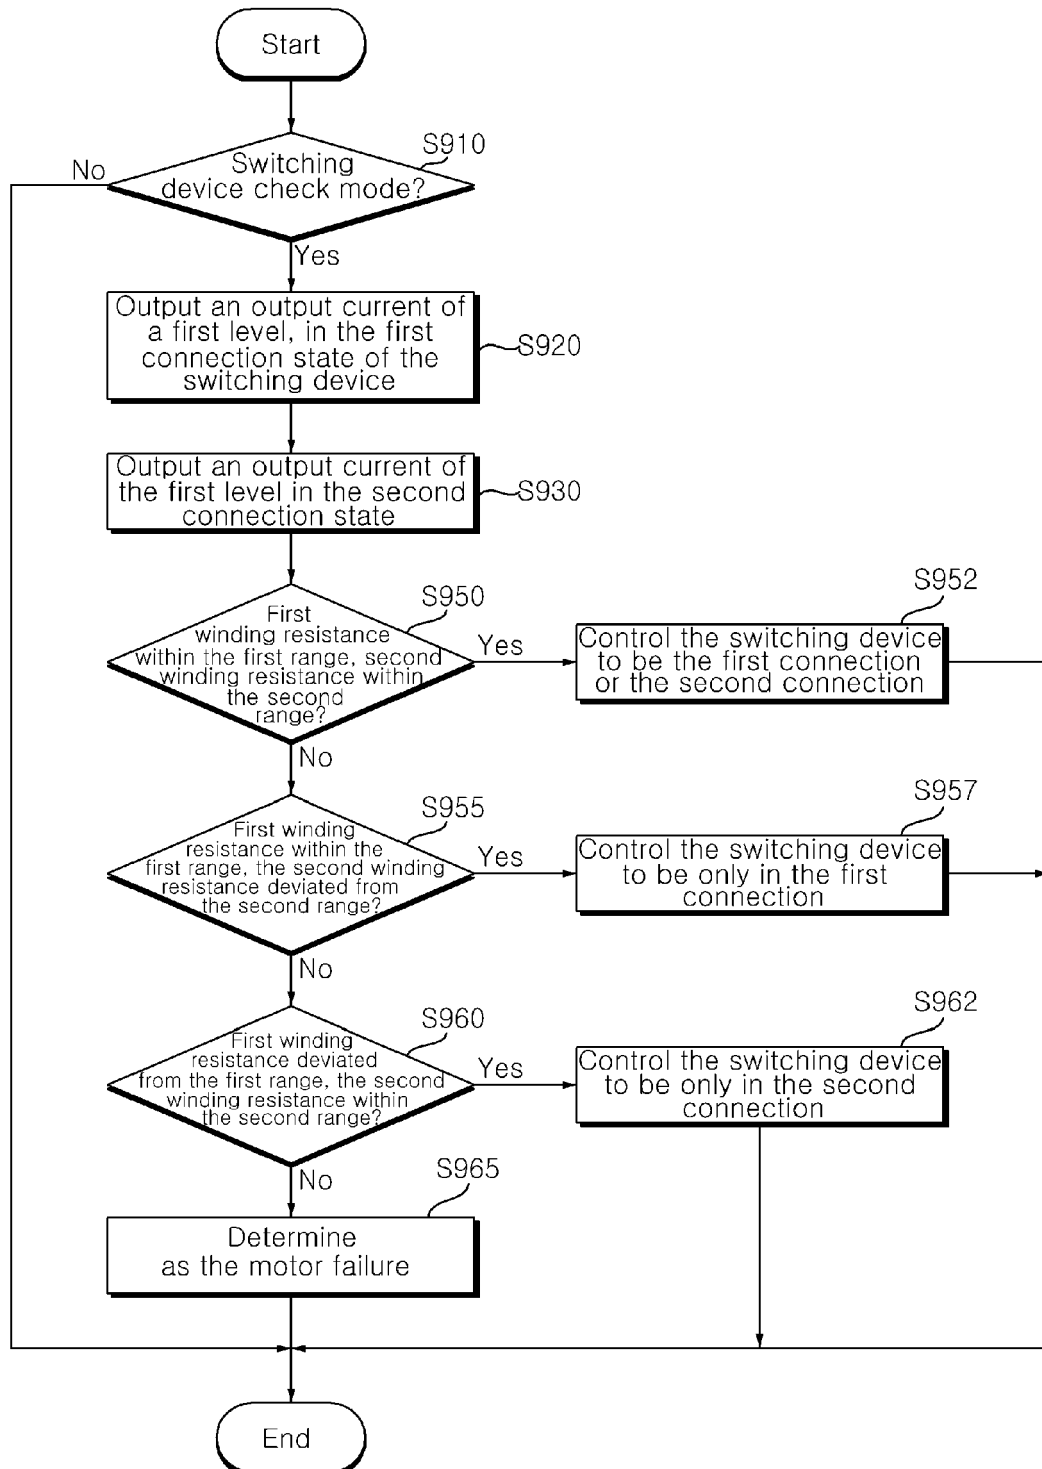 Start
S910
No
Switching
device check mode?
Yes
Output an output current of
a first level, in the first
connection state of the
switching device
S920
Output an output current of
the first level in the second
connection state
S930
S950
First
winding resistance
within the first range, second
winding resistance within
the second
range?
Yes
S952
Control the switching device
to be the first connection
or the second connection
No
S955
First winding
resistance within the
first range, the second winding
resistance deviated from
the second range?
Yes
S957
Control the switching device
to be only in the first
connection
No
S960
First winding
resistance deviated
from the first range, the second
winding resistance within
the second range?
Yes
S962
Control the switching device
to be only in the second
connection
No
S965
Determine
as the motor failure
End